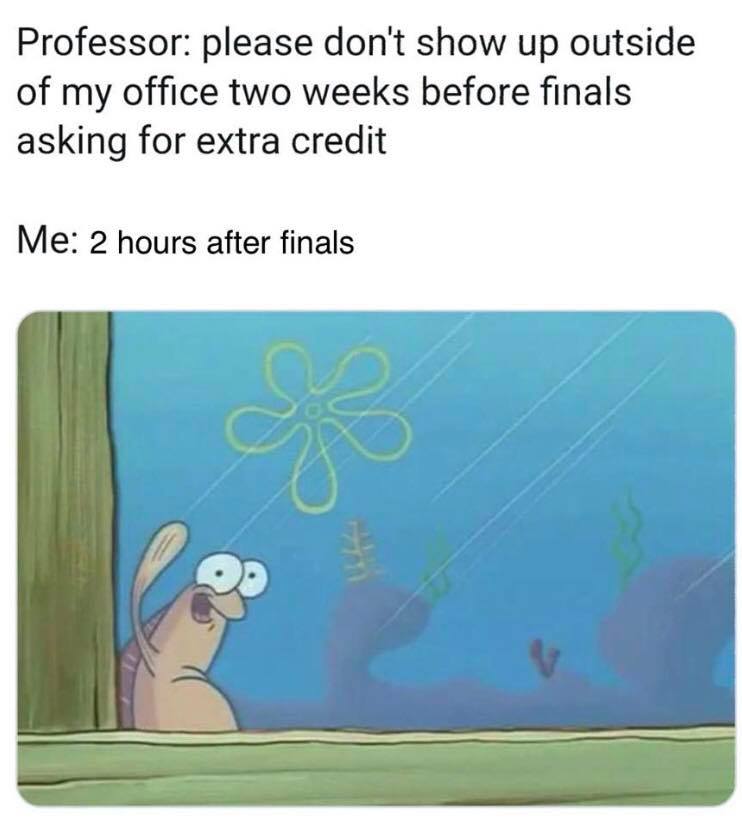 Professor: please don't show up outside
of my office two weeks before finals
asking for extra credit
Me: 2 hours after finals